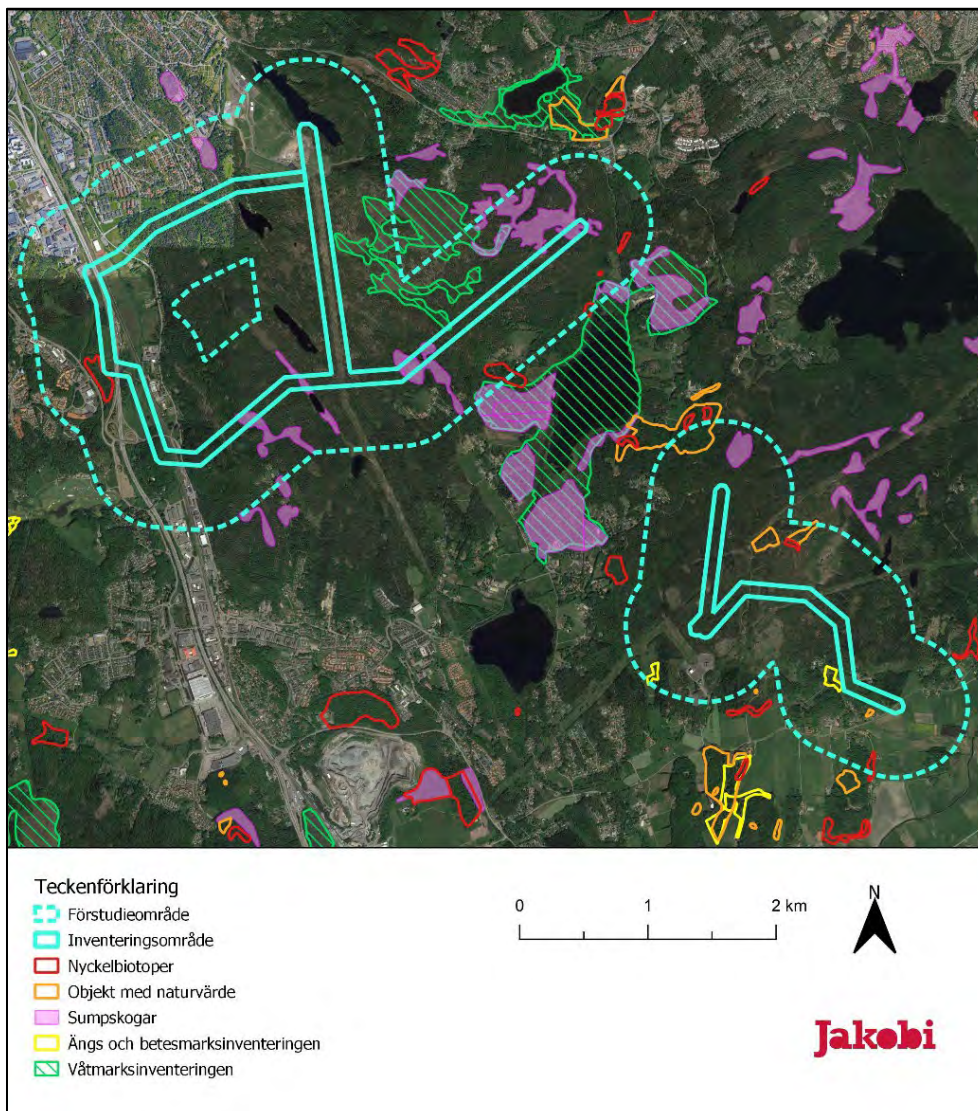 Teckenförklaring
Förstudieområde
Inventeringsområde
Nyckelbiotoper
Objekt med naturvärde
Sumpskogar
Ängs och betesmarksinventeringen
Våtmarksinventeringen
0 1 2 km
N
Jakobi